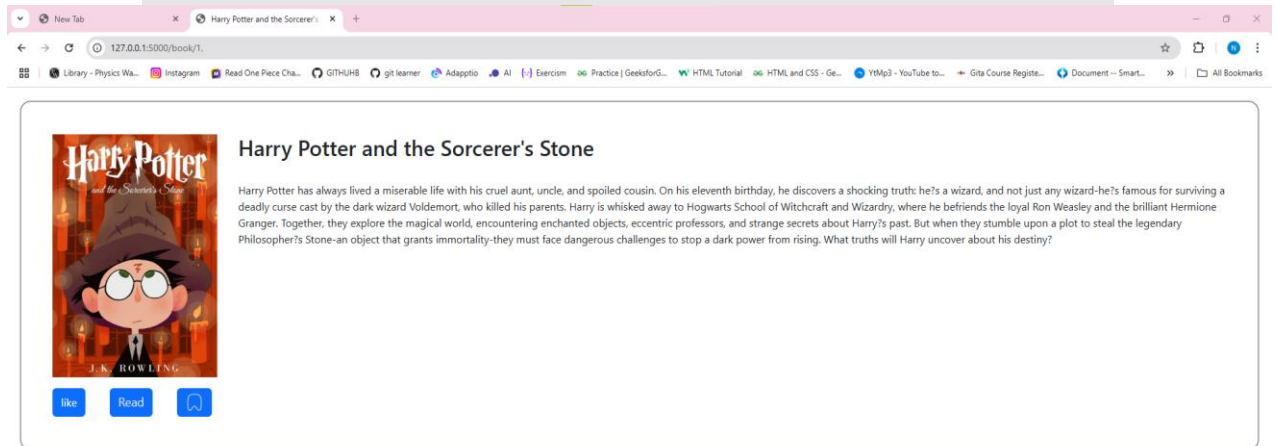 New Tab
Harry Potter and the Sorcerer's
127.0.0.1:5000/book/1.
N
Library - Physics Wa...
Instagram
Read One Piece Cha...
GITHUHB
git learner
Adapptio
AI
Exercism
Practice | GeeksforG...
HTML Tutorial
HTML and CSS - Ge...
YtMp3 - YouTube to...
Gita Course Registe...
Document — Smart...
All Bookmarks
Harry Potter
and the Sorcerer's Stone
J.K. ROWLING
Harry Potter and the Sorcerer's Stone
Harry Potter has always lived a miserable life with his cruel aunt, uncle, and spoiled cousin. On his eleventh birthday, he discovers a shocking truth: he?s a wizard, and not just any wizard-he?s famous for surviving a
deadly curse cast by the dark wizard Voldemort, who killed his parents. Harry is whisked away to Hogwarts School of Witchcraft and Wizardry, where he befriends the loyal Ron Weasley and the brilliant Hermione
Granger. Together, they explore the magical world, encountering enchanted objects, eccentric professors, and strange secrets about Harry?s past. But when they stumble upon a plot to steal the legendary
Philosopher?s Stone-an object that grants immortality-they must face dangerous challenges to stop a dark power from rising. What truths will Harry uncover about his destiny?
like
Read